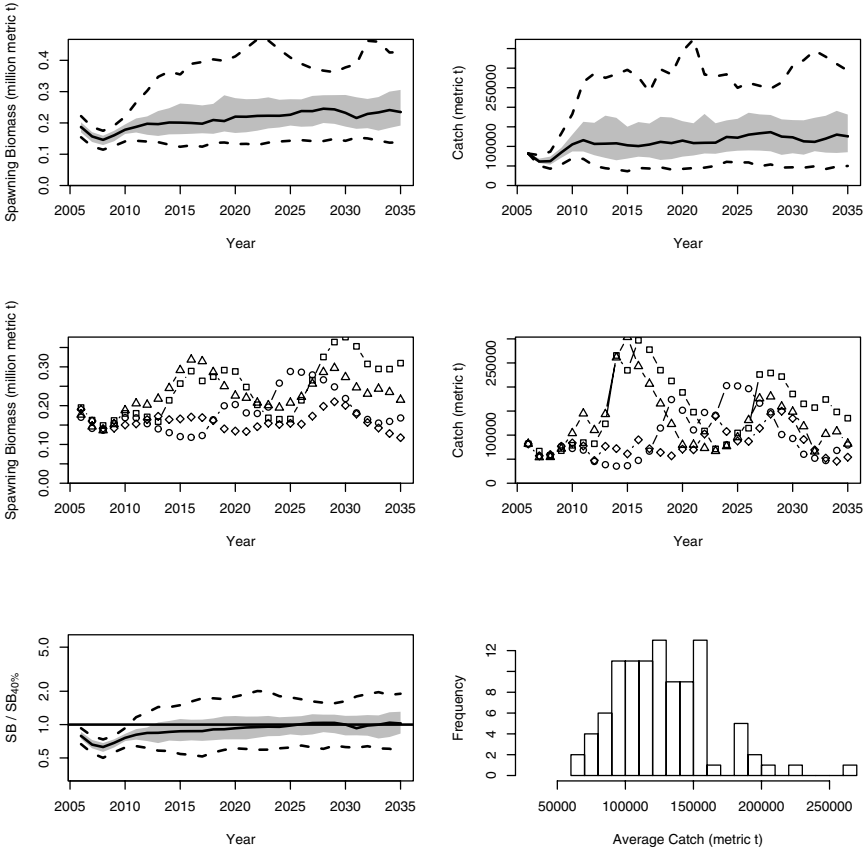 Spawning Biomass (million metric t)
0.0 0.1 0.2 0.3 0.4
2005 2010 2015 2020 2025 2030 2035
Year
Catch (metric t)
0 100000 250000
2005 2010 2015 2020 2025 2030 2035
Year
Spawning Biomass (million metric t)
0.00 0.10 0.20 0.30
2005 2010 2015 2020 2025 2030 2035
Year
Catch (metric t)
0 100000 250000
2005 2010 2015 2020 2025 2030 2035
Year
SB / SB40%
0.5 1.0 2.0 5.0
2005 2010 2015 2020 2025 2030 2035
Year
Frequency
0 2 4 6 8 12
50000 100000 150000 200000 250000
Average Catch (metric t)